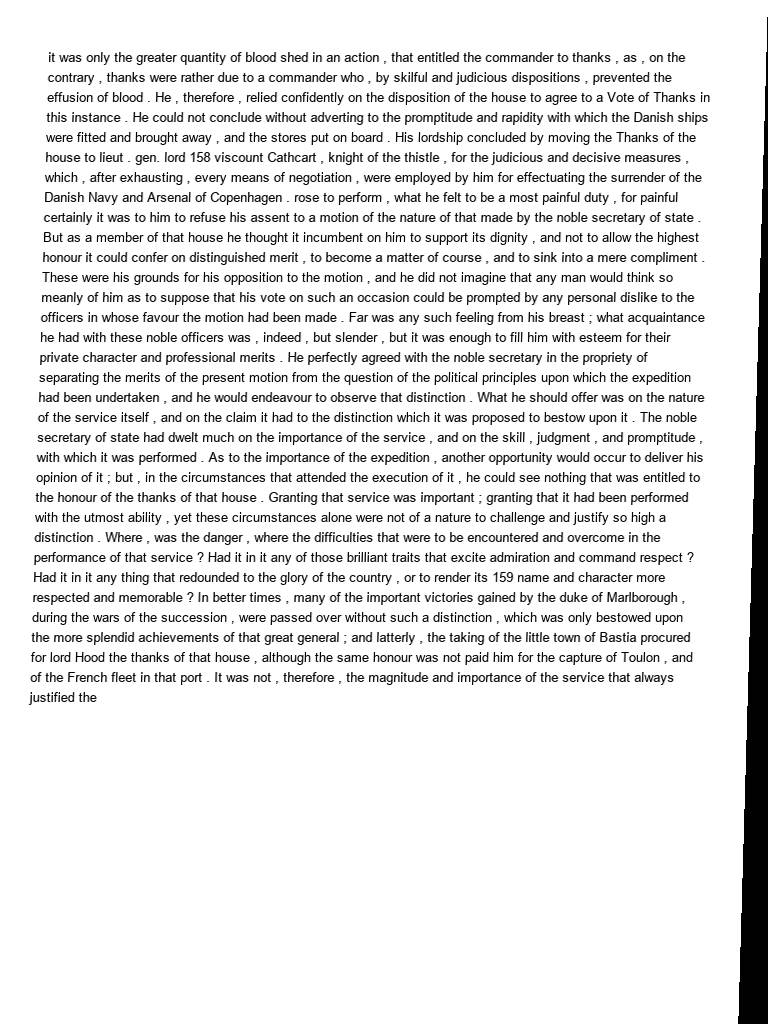 it was only the greater quantity of blood shed in an action , that entitled the commander to thanks , as , on the
contrary , thanks were rather due to a commander who , by skilful and judicious dispositions , prevented the
effusion of blood . He , therefore , relied confidently on the disposition of the house to agree to a Vote of Thanks in
this instance . He could not conclude without adverting to the promptitude and rapidity with which the Danish ships
were fitted and brought away , and the stores put on board . His lordship concluded by moving the Thanks of the
house to lieut . gen. lord 158 viscount Cathcart , knight of the thistle , for the judicious and decisive measures ,
which , after exhausting , every means of negotiation , were employed by him for effectuating the surrender of the
Danish Navy and Arsenal of Copenhagen . rose to perform , what he felt to be a most painful duty , for painful
certainly it was to him to refuse his assent to a motion of the nature of that made by the noble secretary of state .
But as a member of that house he thought it incumbent on him to support its dignity , and not to allow the highest
honour it could confer on distinguished merit , to become a matter of course , and to sink into a mere compliment .
These were his grounds for his opposition to the motion , and he did not imagine that any man would think so
meanly of him as to suppose that his vote on such an occasion could be prompted by any personal dislike to the
officers in whose favour the motion had been made . Far was any such feeling from his breast ; what acquaintance
he had with these noble officers was , indeed , but slender , but it was enough to fill him with esteem for their
private character and professional merits . He perfectly agreed with the noble secretary in the propriety of
separating the merits of the present motion from the question of the political principles upon which the expedition
had been undertaken , and he would endeavour to observe that distinction . What he should offer was on the nature
of the service itself , and on the claim it had to the distinction which it was proposed to bestow upon it . The noble
secretary of state had dwelt much on the importance of the service , and on the skill , judgment , and promptitude ,
with which it was performed . As to the importance of the expedition , another opportunity would occur to deliver his
opinion of it ; but , in the circumstances that attended the execution of it , he could see nothing that was entitled to
the honour of the thanks of that house . Granting that service was important ; granting that it had been performed
with the utmost ability , yet these circumstances alone were not of a nature to challenge and justify so high a
distinction . Where , was the danger , where the difficulties that were to be encountered and overcome in the
performance of that service ? Had it in it any of those brilliant traits that excite admiration and command respect ?
Had it in it any thing that redounded to the glory of the country , or to render its 159 name and character more
respected and memorable ? In better times , many of the important victories gained by the duke of Marlborough ,
during the wars of the succession , were passed over without such a distinction , which was only bestowed upon
the more splendid achievements of that great general ; and latterly , the taking of the little town of Bastia procured
for lord Hood the thanks of that house , although the same honour was not paid him for the capture of Toulon , and
of the French fleet in that port . It was not , therefore , the magnitude and importance of the service that always
justified the